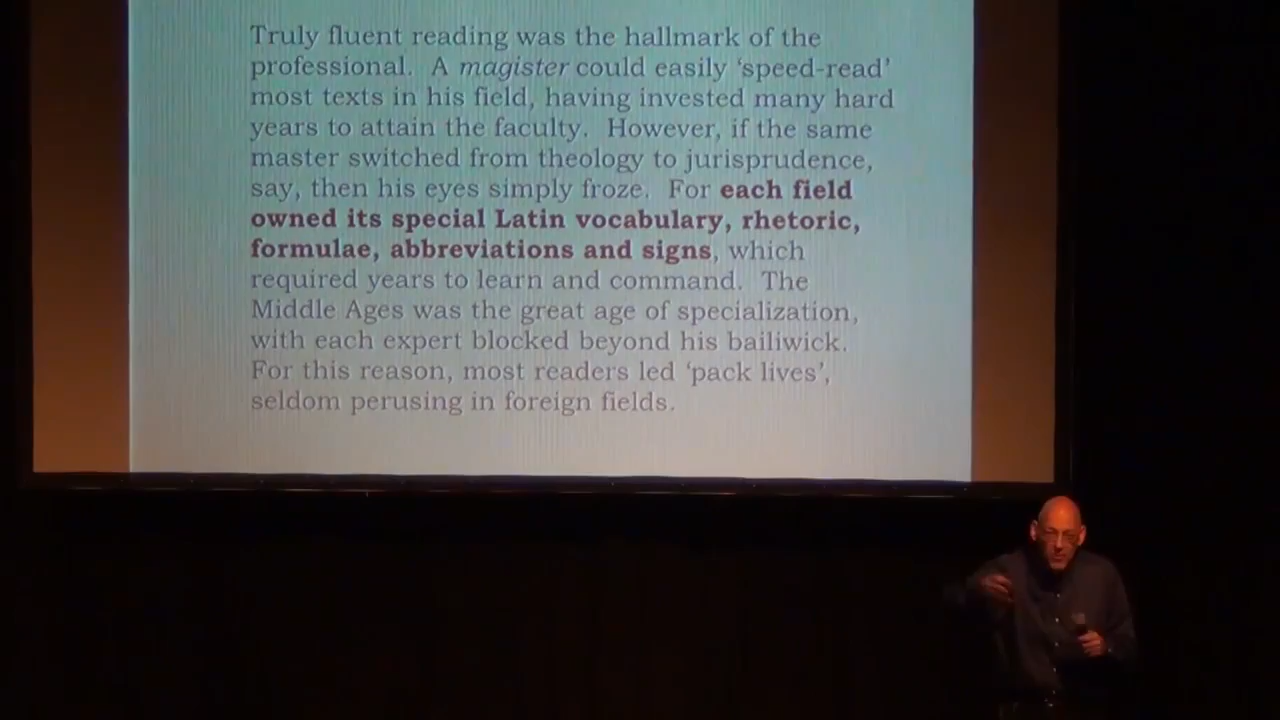 Truly fluent reading was the hallmark of the
professional.  A magister could easily ‘speed-read’
most texts in his field, having invested many hard
years to attain the faculty.  However, if the same
master switched from theology to jurisprudence,
say, then his eyes simply froze.  For each field
owned its special Latin vocabulary, rhetoric,
formulae, abbreviations and signs, which
required years to learn and command.  The
Middle Ages was the great age of specialization,
with each expert blocked beyond his bailiwick.
For this reason, most readers led ‘pack lives’,
seldom perusing in foreign fields.